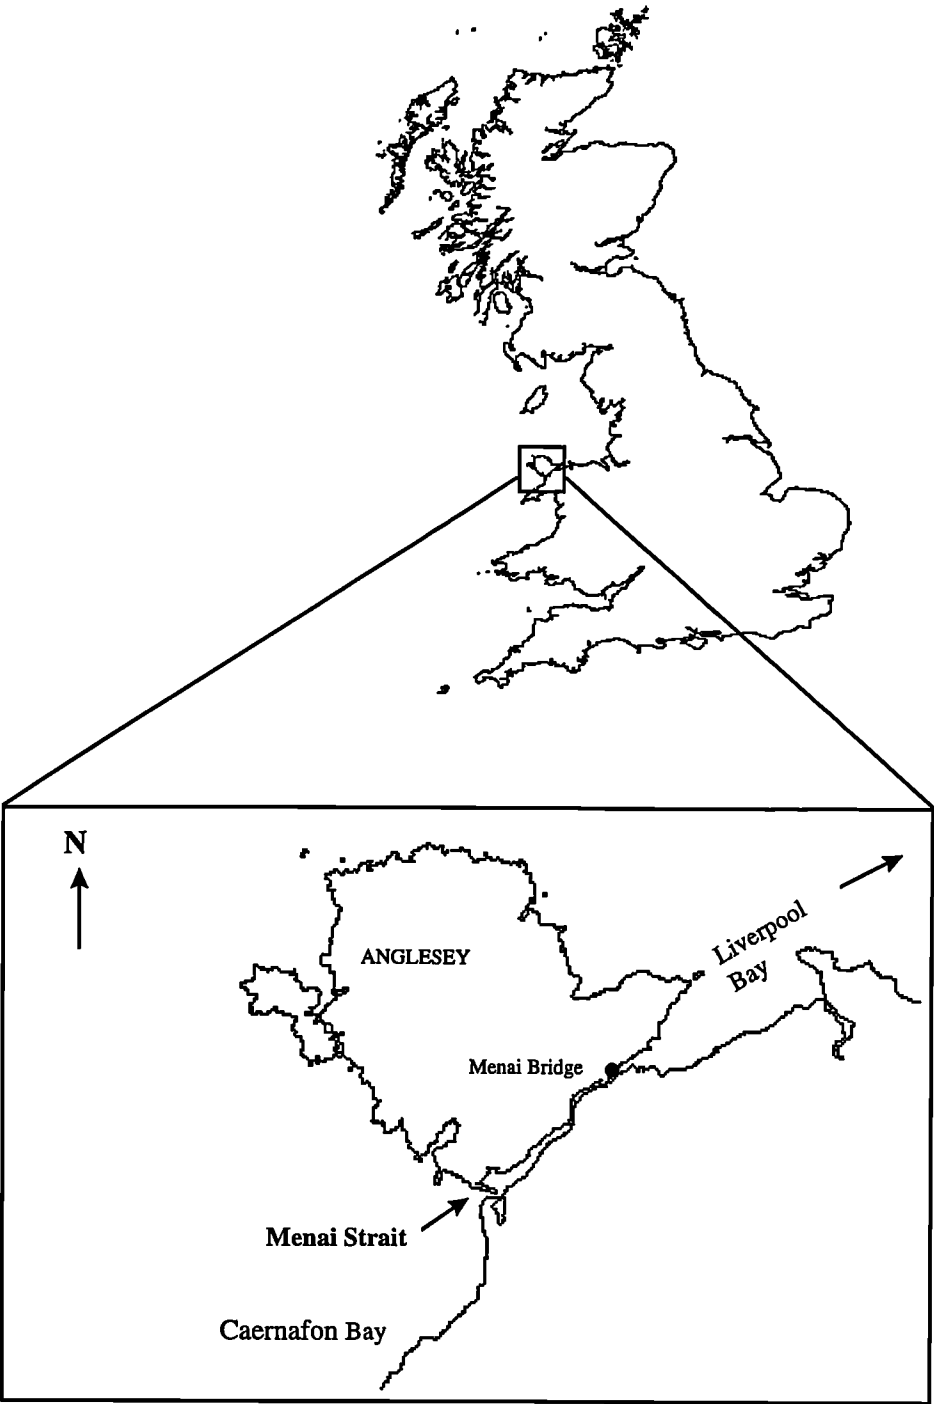 N
ANGLESEY
Liverpool
Bay
Menai Bridge
Menai Strait
Caernafon Bay